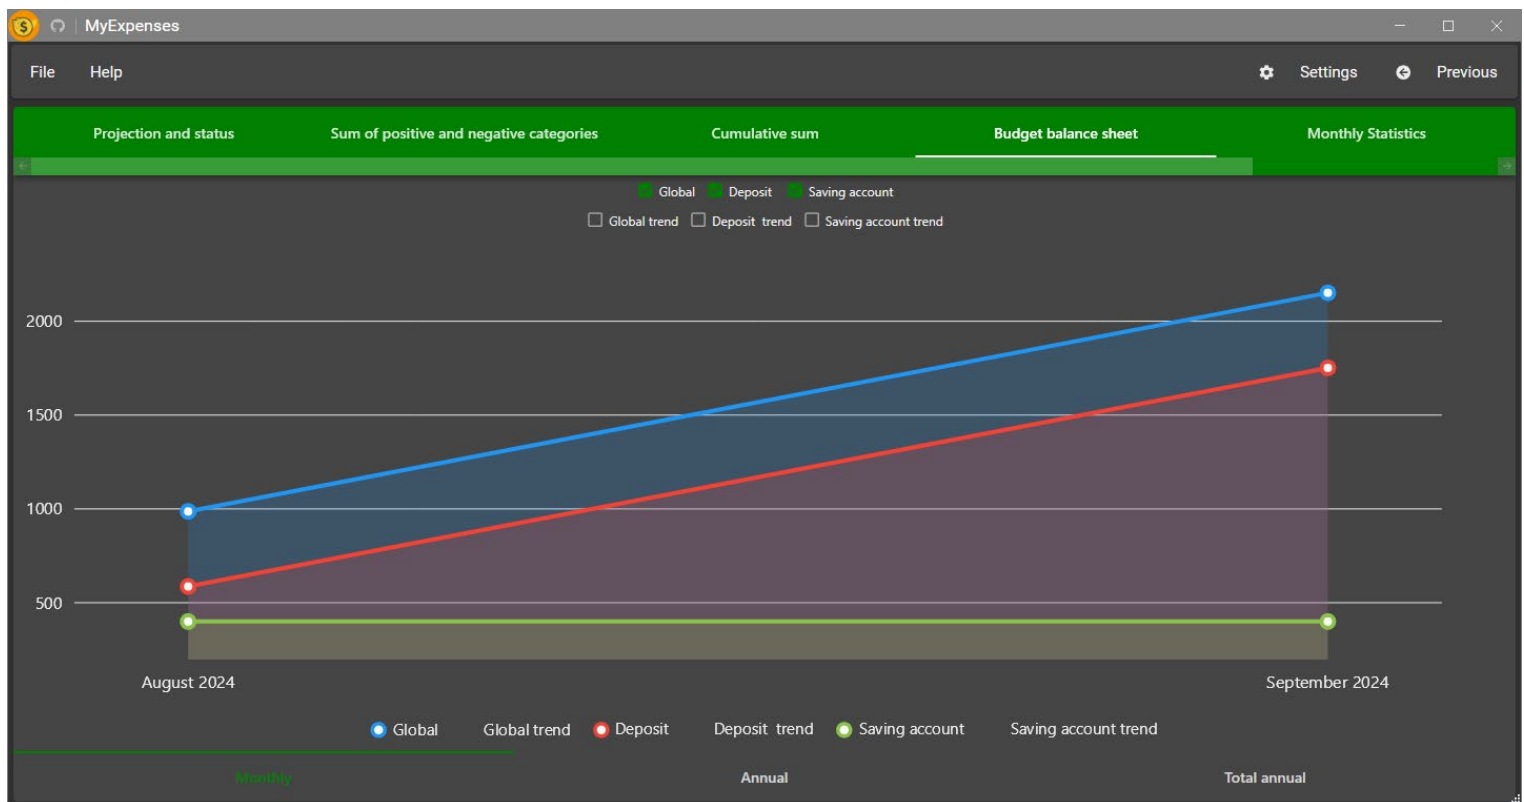 MyExpenses
File Help Settings Previous
Projection and status Sum of positive and negative categories Cumulative sum Budget balance sheet Monthly Statistics
Global Deposit Saving account
Global trend Deposit trend Saving account trend
2000
1500
1000
500
August 2024 September 2024
Global Global trend Deposit Deposit trend Saving account Saving account trend
Monthly Annual Total annual